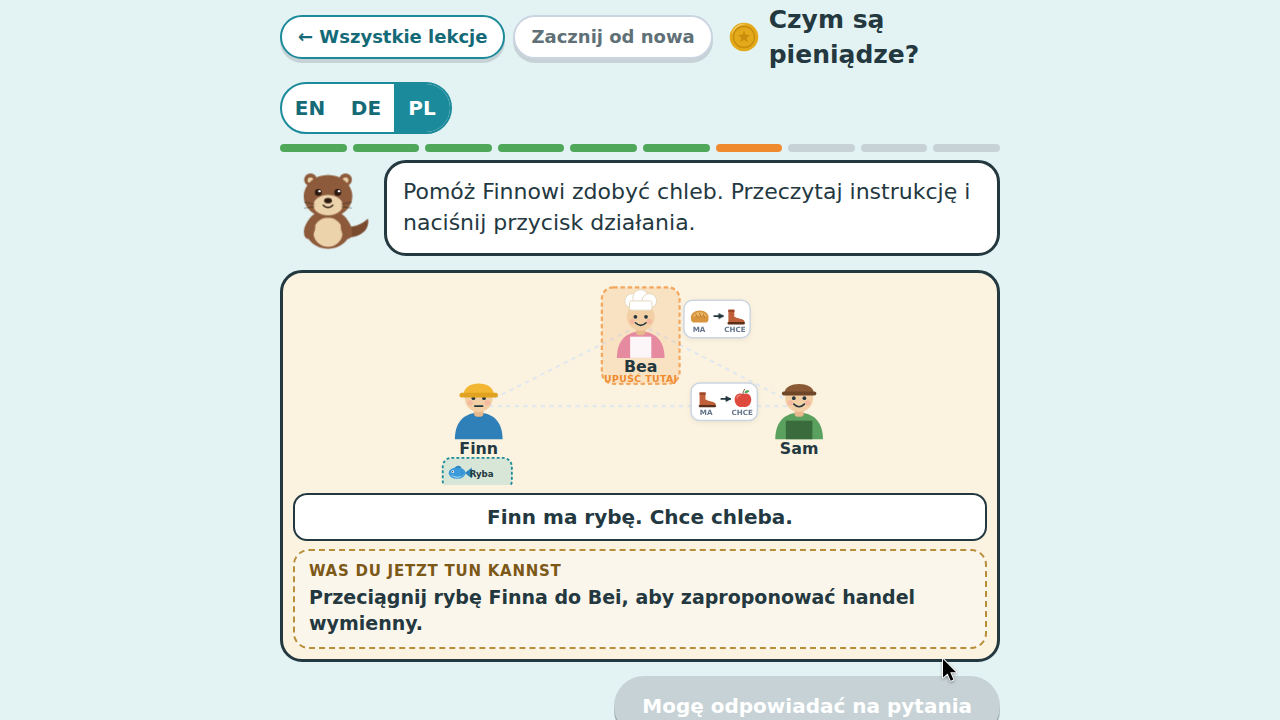 ← Wszystkie lekcje
Zacznij od nowa
Czym są
pieniądze?
EN DE PL
Pomóż Finnowi zdobyć chleb. Przeczytaj instrukcję i
naciśnij przycisk działania.
MA CHCE
Bea
UPUŚĆ TUTAJ
MA CHCE
Finn
Sam
Ryba
Finn ma rybę. Chce chleba.
WAS DU JETZT TUN KANNST
Przeciągnij rybę Finna do Bei, aby zaproponować handel
wymienny.
Mogę odpowiadać na pytania